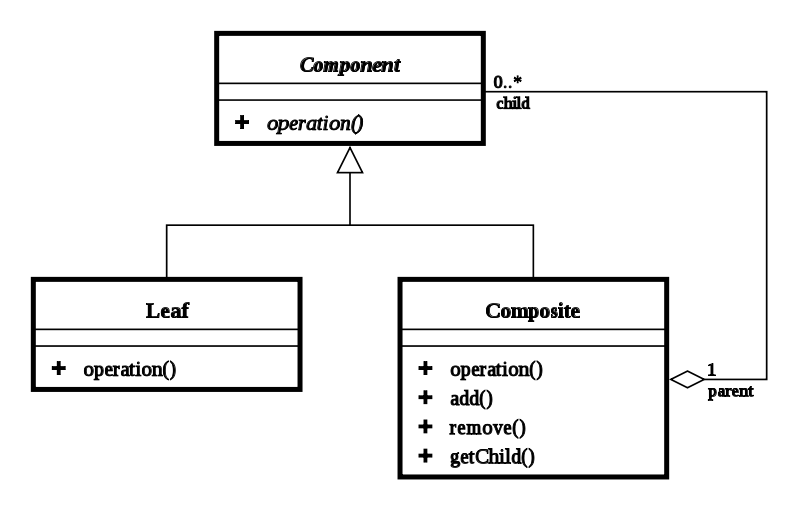 Component
0..*
child
+ operation()
Leaf
+ operation()
Composite
+ operation()
+ add()
+ remove()
+ getChild()
1
parent